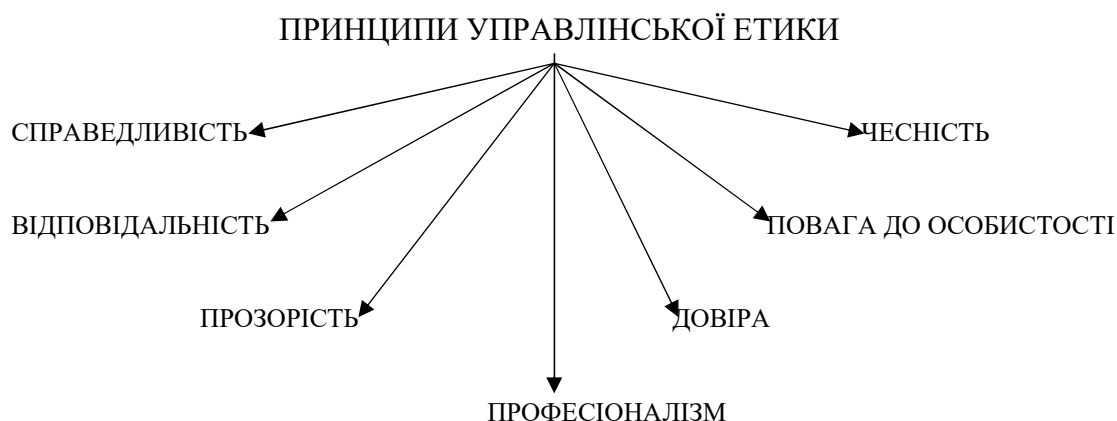 ПРИНЦИПИ УПРАВЛІНСЬКОЇ ЕТИКИ
СПРАВЕДЛИВІСТЬ
ЧЕСНІСТЬ
ВІДПОВІДАЛЬНІСТЬ
ПОВАГА ДО ОСОБИСТОСТІ
ПРОЗОРІСТЬ
ДОВІРА
ПРОФЕСІОНАЛІЗМ